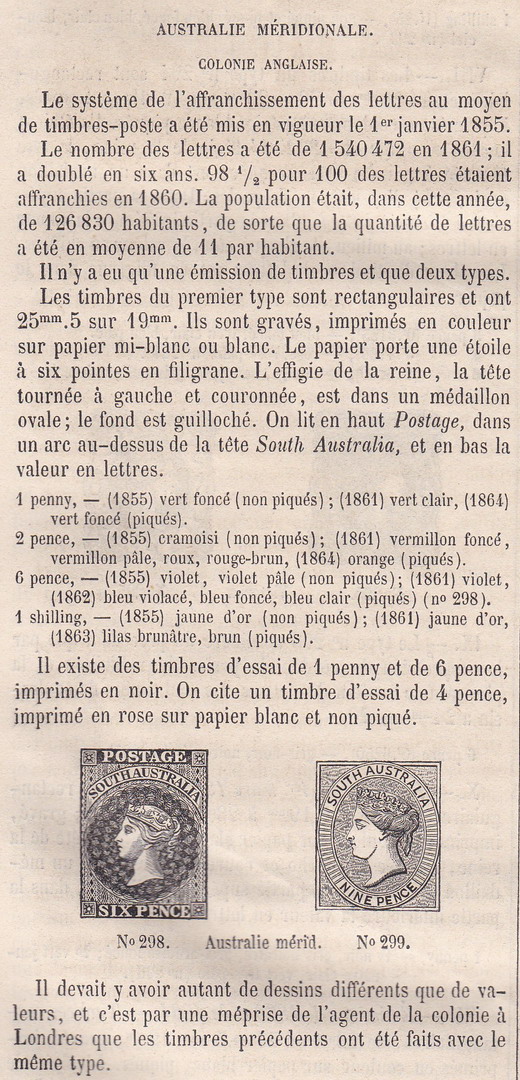 AUSTRALIE MÉRIDIONALE.
COLONIE ANGLAISE.
Le système de l'affranchissement des lettres au moyen
de timbres-poste a été mis en vigueur le 1er janvier 1855.
Le nombre des lettres a été de 1 540 472 en 1861 ; il
a doublé en six ans. 98 1/2 pour 100 des lettres étaient
affranchies en 1860. La population était, dans cette année,
de 126 830 habitants, de sorte que la quantité de lettres
a été en moyenne de 11 par habitant.
Il n'y a eu qu'une émission de timbres et que deux types.
Les timbres du premier type sont rectangulaires et ont
25mm.5 sur 19mm. Ils sont gravés, imprimés en couleur
sur papier mi-blanc ou blanc. Le papier porte une étoile
à six pointes en filigrane. L'effigie de la reine, la tête
tournée à gauche et couronnée, est dans un médaillon
ovale ; le fond est guilloché. On lit en haut Postage, dans
un arc au-dessus de la tête South Australia, et en bas la
valeur en lettres.
1 penny, — (1855) vert foncé (non piqués) ; (1861) vert clair, (1864)
vert foncé (piqués).
2 pence, — (1855) cramoisi (non piqués) ; (1861) vermillon foncé,
vermillon pâle, roux, rouge-brun, (1864) orange (piqués).
6 pence, — (1855) violet, violet pâle (non piqués) ; (1861) violet,
(1862) bleu violacé, bleu foncé, bleu clair (piqués) (no 298).
1 shilling, — (1855) jaune d'or (non piqués) ; (1861) jaune d'or,
(1863) lilas brunâtre, brun (piqués).
Il existe des timbres d'essai de 1 penny et de 6 pence,
imprimés en noir. On cite un timbre d'essai de 4 pence,
imprimé en rose sur papier blanc et non piqué.
POSTAGE
SOUTH AUSTRALIA
SIX PENCE
SOUTH AUSTRALIA
NINE PENCE
No 298. Australie mérid. No 299.
Il devait y avoir autant de dessins différents que de va-
leurs, et c'est par une méprise de l'agent de la colonie à
Londres que les timbres précédents ont été faits avec le
même type.